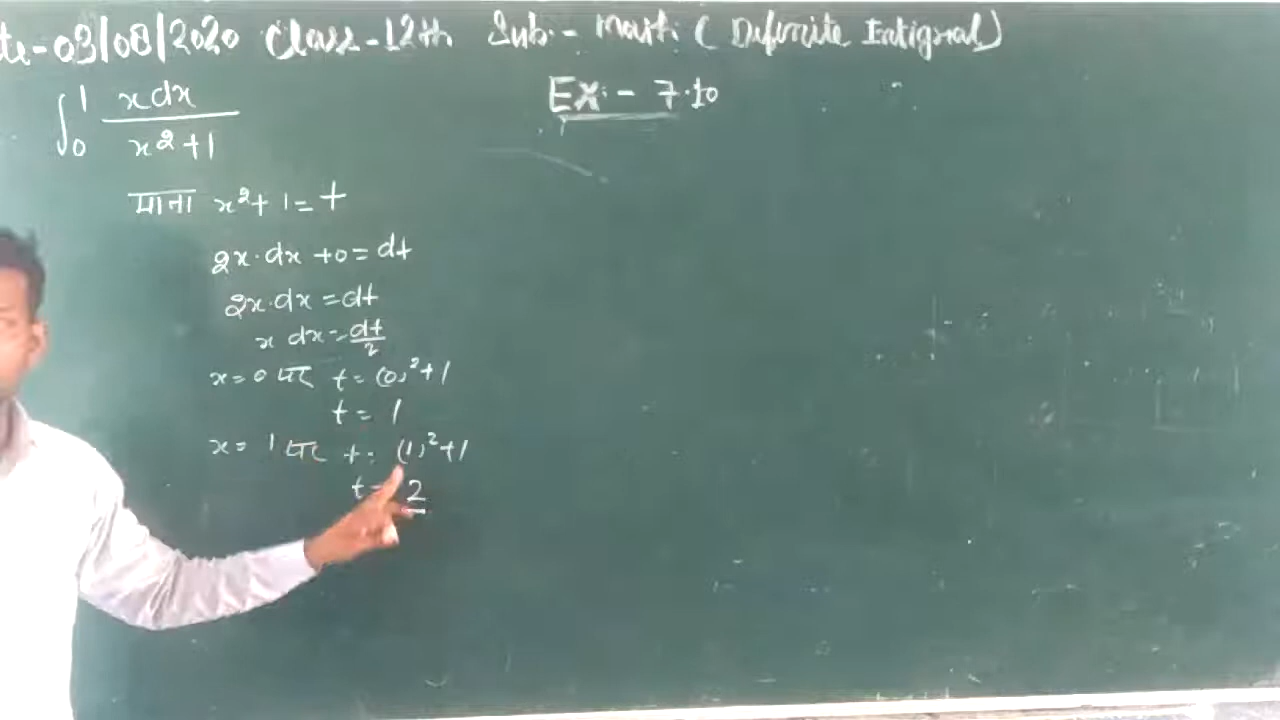 te-03/08/2020 Class-12th Sub:- Math: (Definite Intigral)
Ex:- 7.10
∫₀¹ x dx / x²+1
माना x²+1=t
2x·dx+0=dt
2x·dx=dt
x dx=dt/2
x=0 पर t=(0)²+1
t=1
x=1 पर t=(1)²+1
t=2